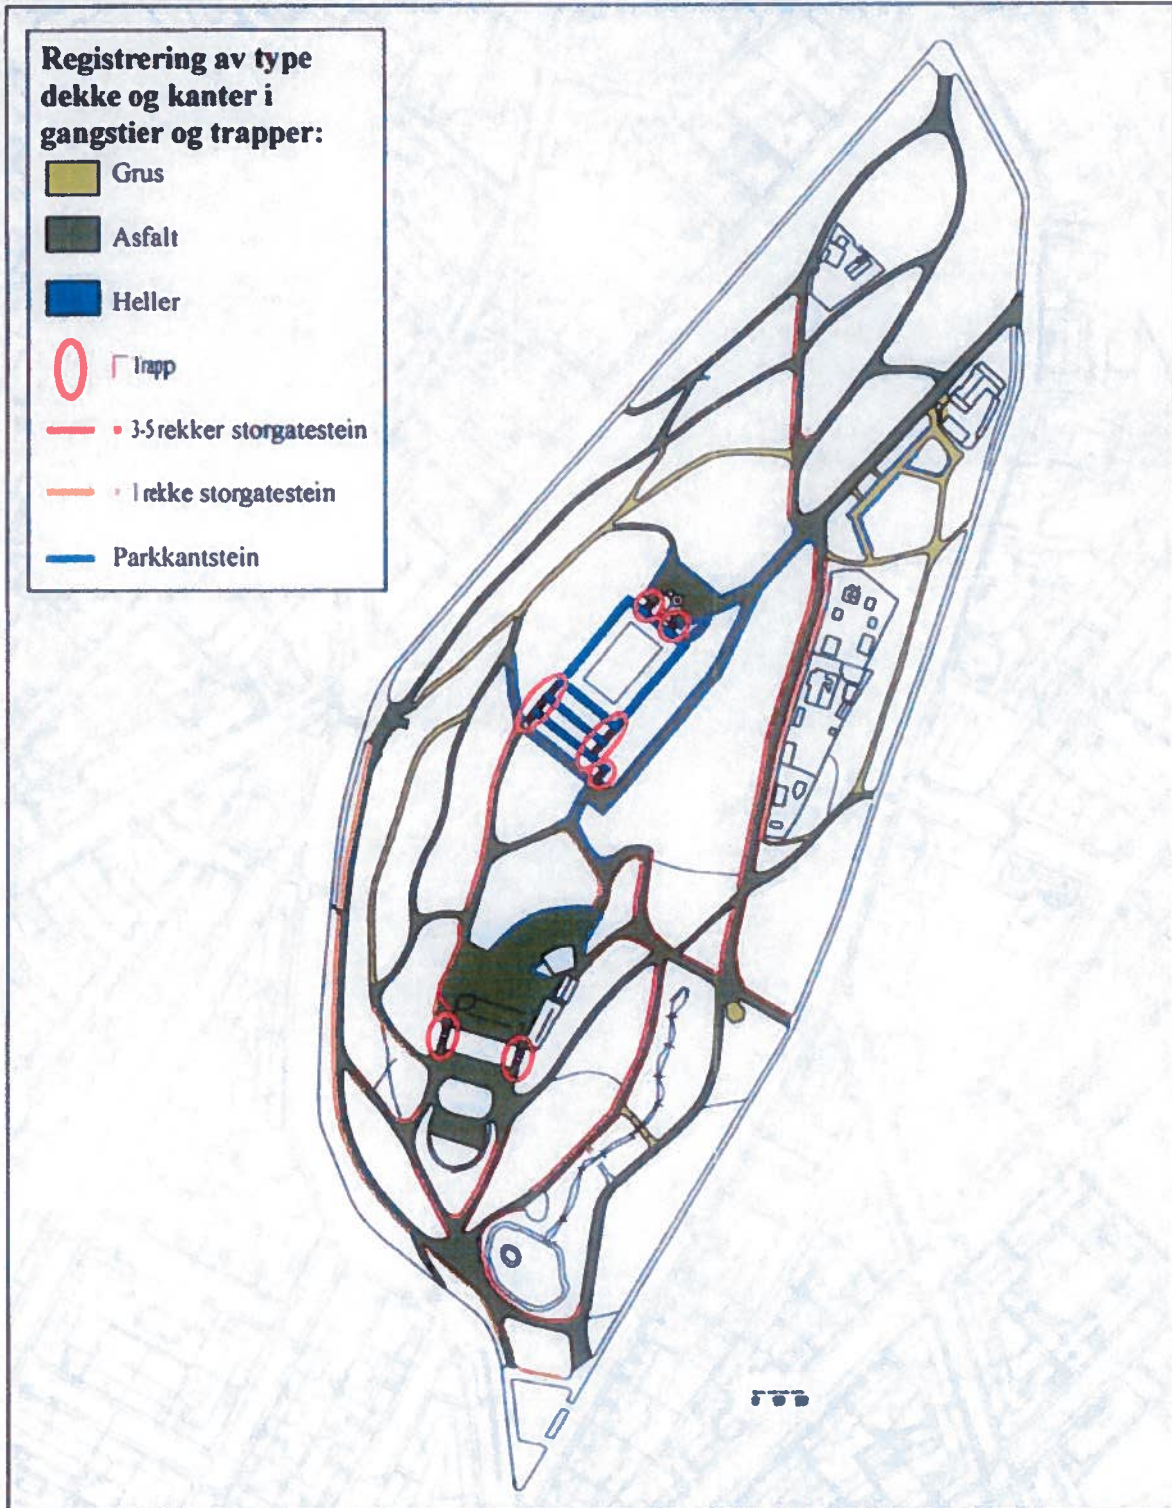 Registrering av type
dekke og kanter i
gangstier og trapper:
Grus
Asfalt
Heller
Trapp
3-5 rekker storgatestein
1 rekke storgatestein
Parkkantstein